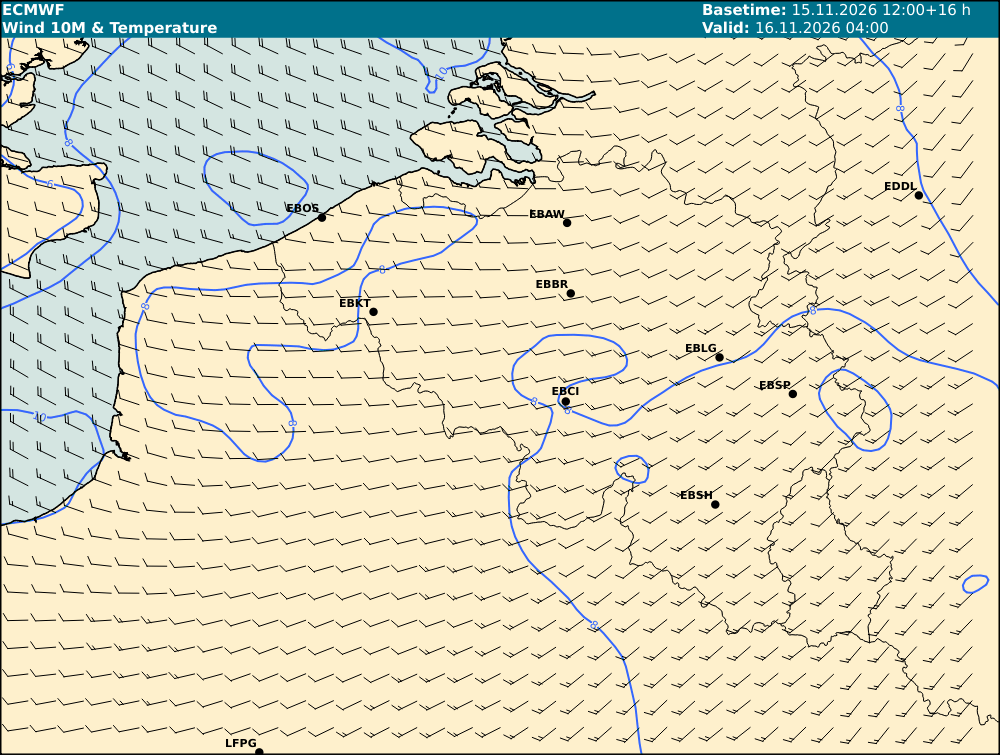 ECMWF
Wind 10M & Temperature
Basetime: 15.11.2026 12:00+16 h
Valid: 16.11.2026 04:00
6
10
8
8
6
EDDL
EBOS
EBAW
8
EBBR
EBKT
8
8
EBLG
EBSP
EBCI
8
8
10
8
EBSH
8
LFPG